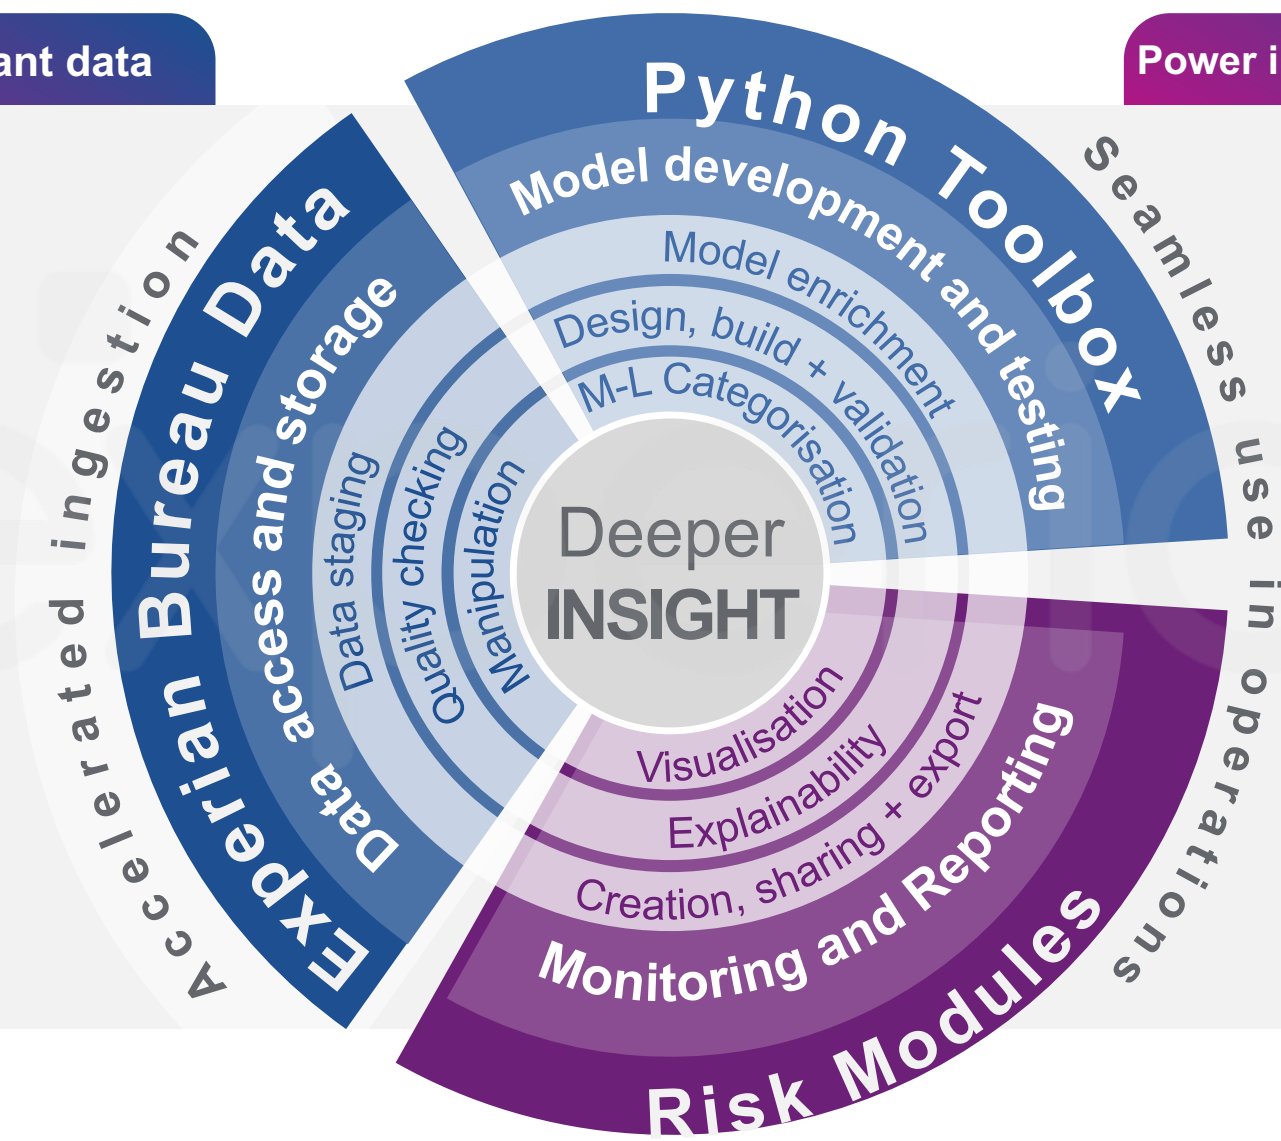 ant data
Power i
Accelerated ingestion
Seamless use in operations
Experian Bureau Data
Data access and storage
Data staging
Quality checking
Manipulation
Python Toolbox
Model development and testing
Model enrichment
Design, build + validation
M-L Categorisation
Deeper
INSIGHT
Visualisation
Explainability
Creation, sharing + export
Monitoring and Reporting
Risk Modules